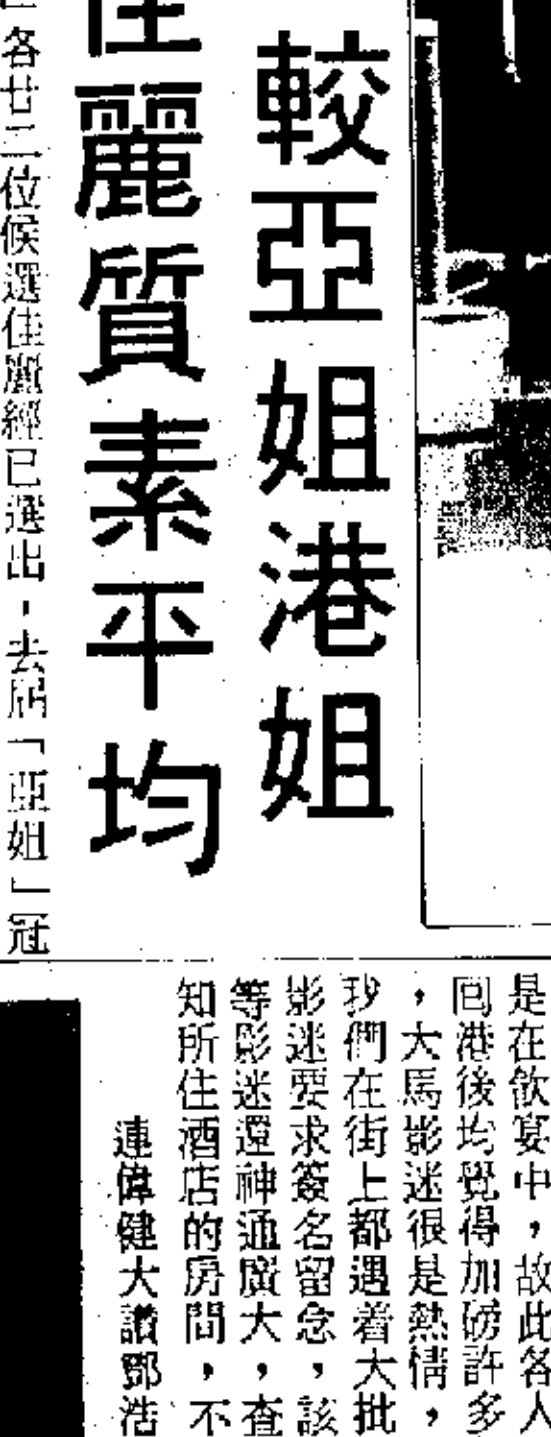 較亞姐港姐
佳麗質素平均
各廿二位候選佳麗經已選出，去屆「亞姐」冠
是在飲宴中，故此各人
回港後均覺得加磅許多
，大馬影迷很是熱情，
我們在街上都遇着大批
影迷要求簽名留念，該
等影迷還神通廣大，查
知所住酒店的房間，不
連偉健大讚鄧浩